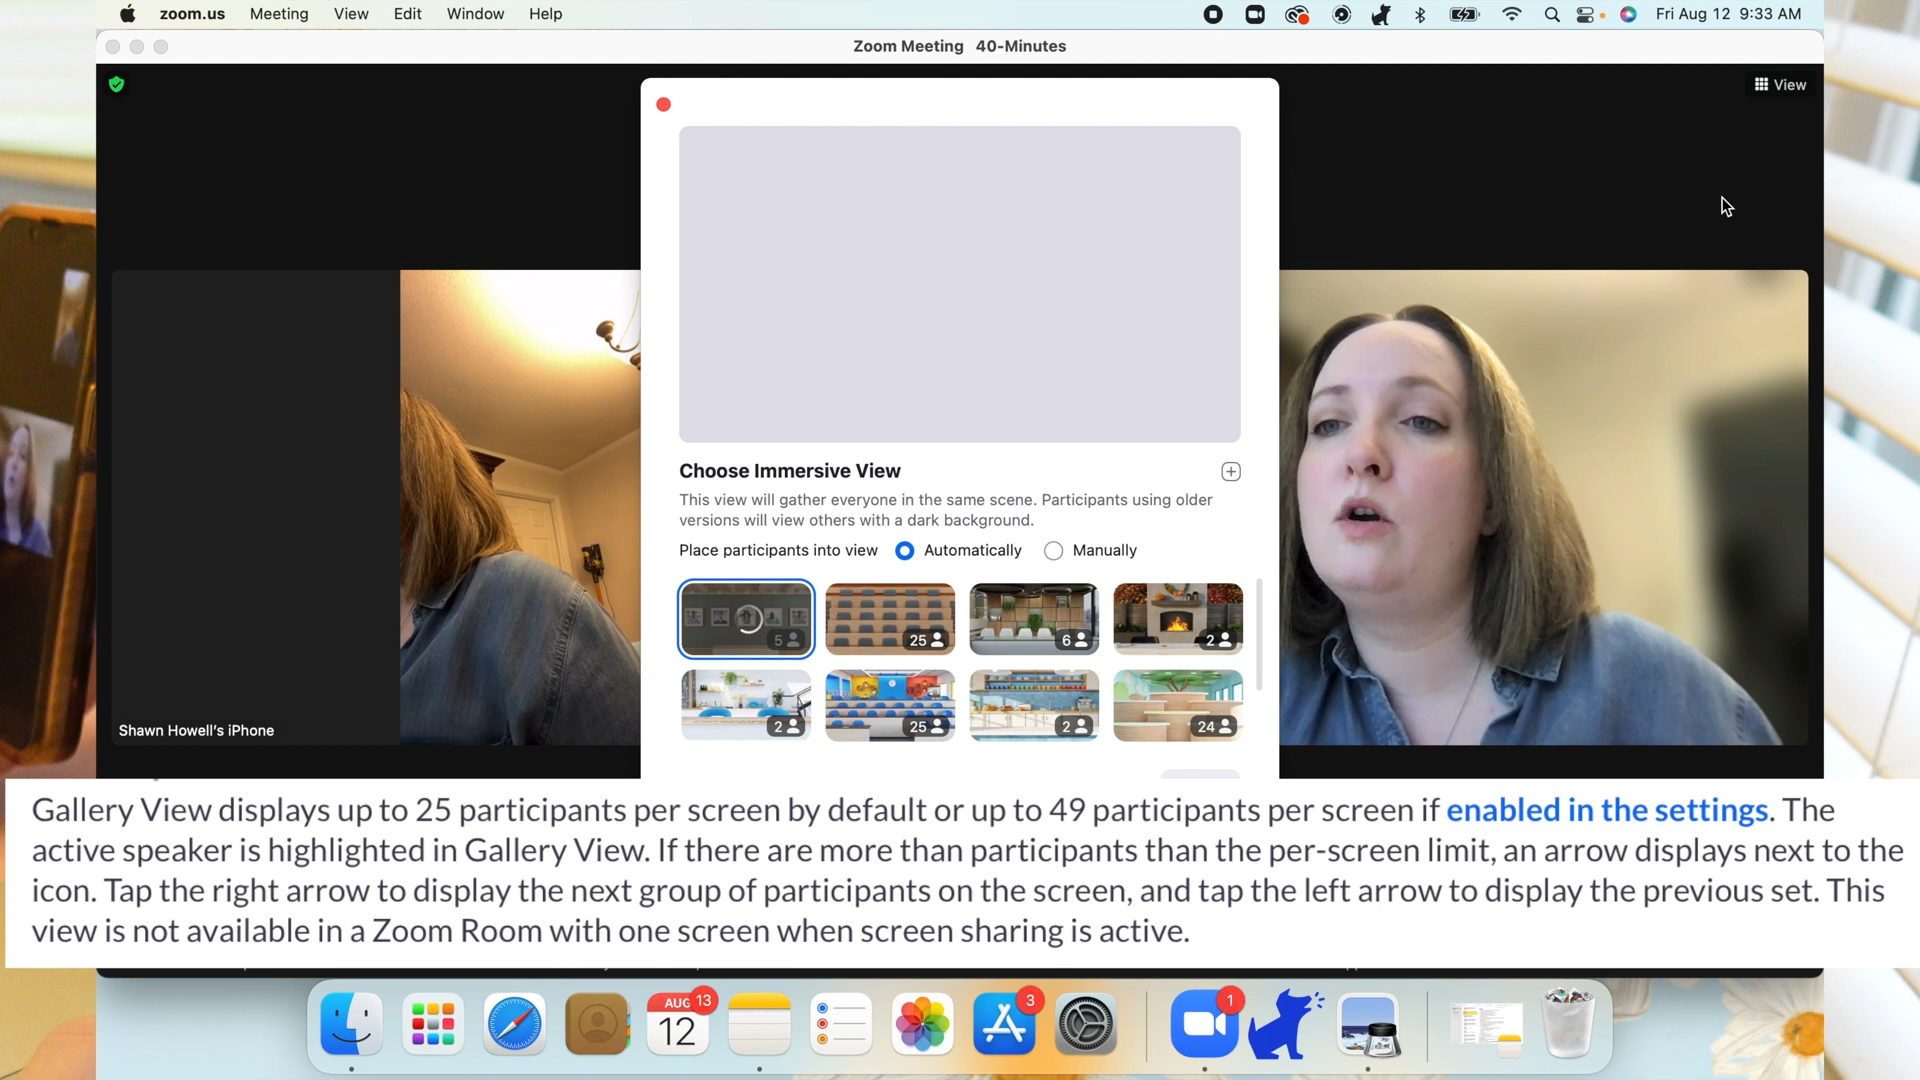 zoom.us Meeting View Edit Window Help Fri Aug 12 9:33 AM
Zoom Meeting 40-Minutes
View
Choose Immersive View
This view will gather everyone in the same scene. Participants using older
versions will view others with a dark background.
Place participants into view Automatically Manually
5 25 6 2
2 25 2 24
Shawn Howell's iPhone
Gallery View displays up to 25 participants per screen by default or up to 49 participants per screen if enabled in the settings. The
active speaker is highlighted in Gallery View. If there are more than participants than the per-screen limit, an arrow displays next to the
icon. Tap the right arrow to display the next group of participants on the screen, and tap the left arrow to display the previous set. This
view is not available in a Zoom Room with one screen when screen sharing is active.
AUG 13 3 1
12